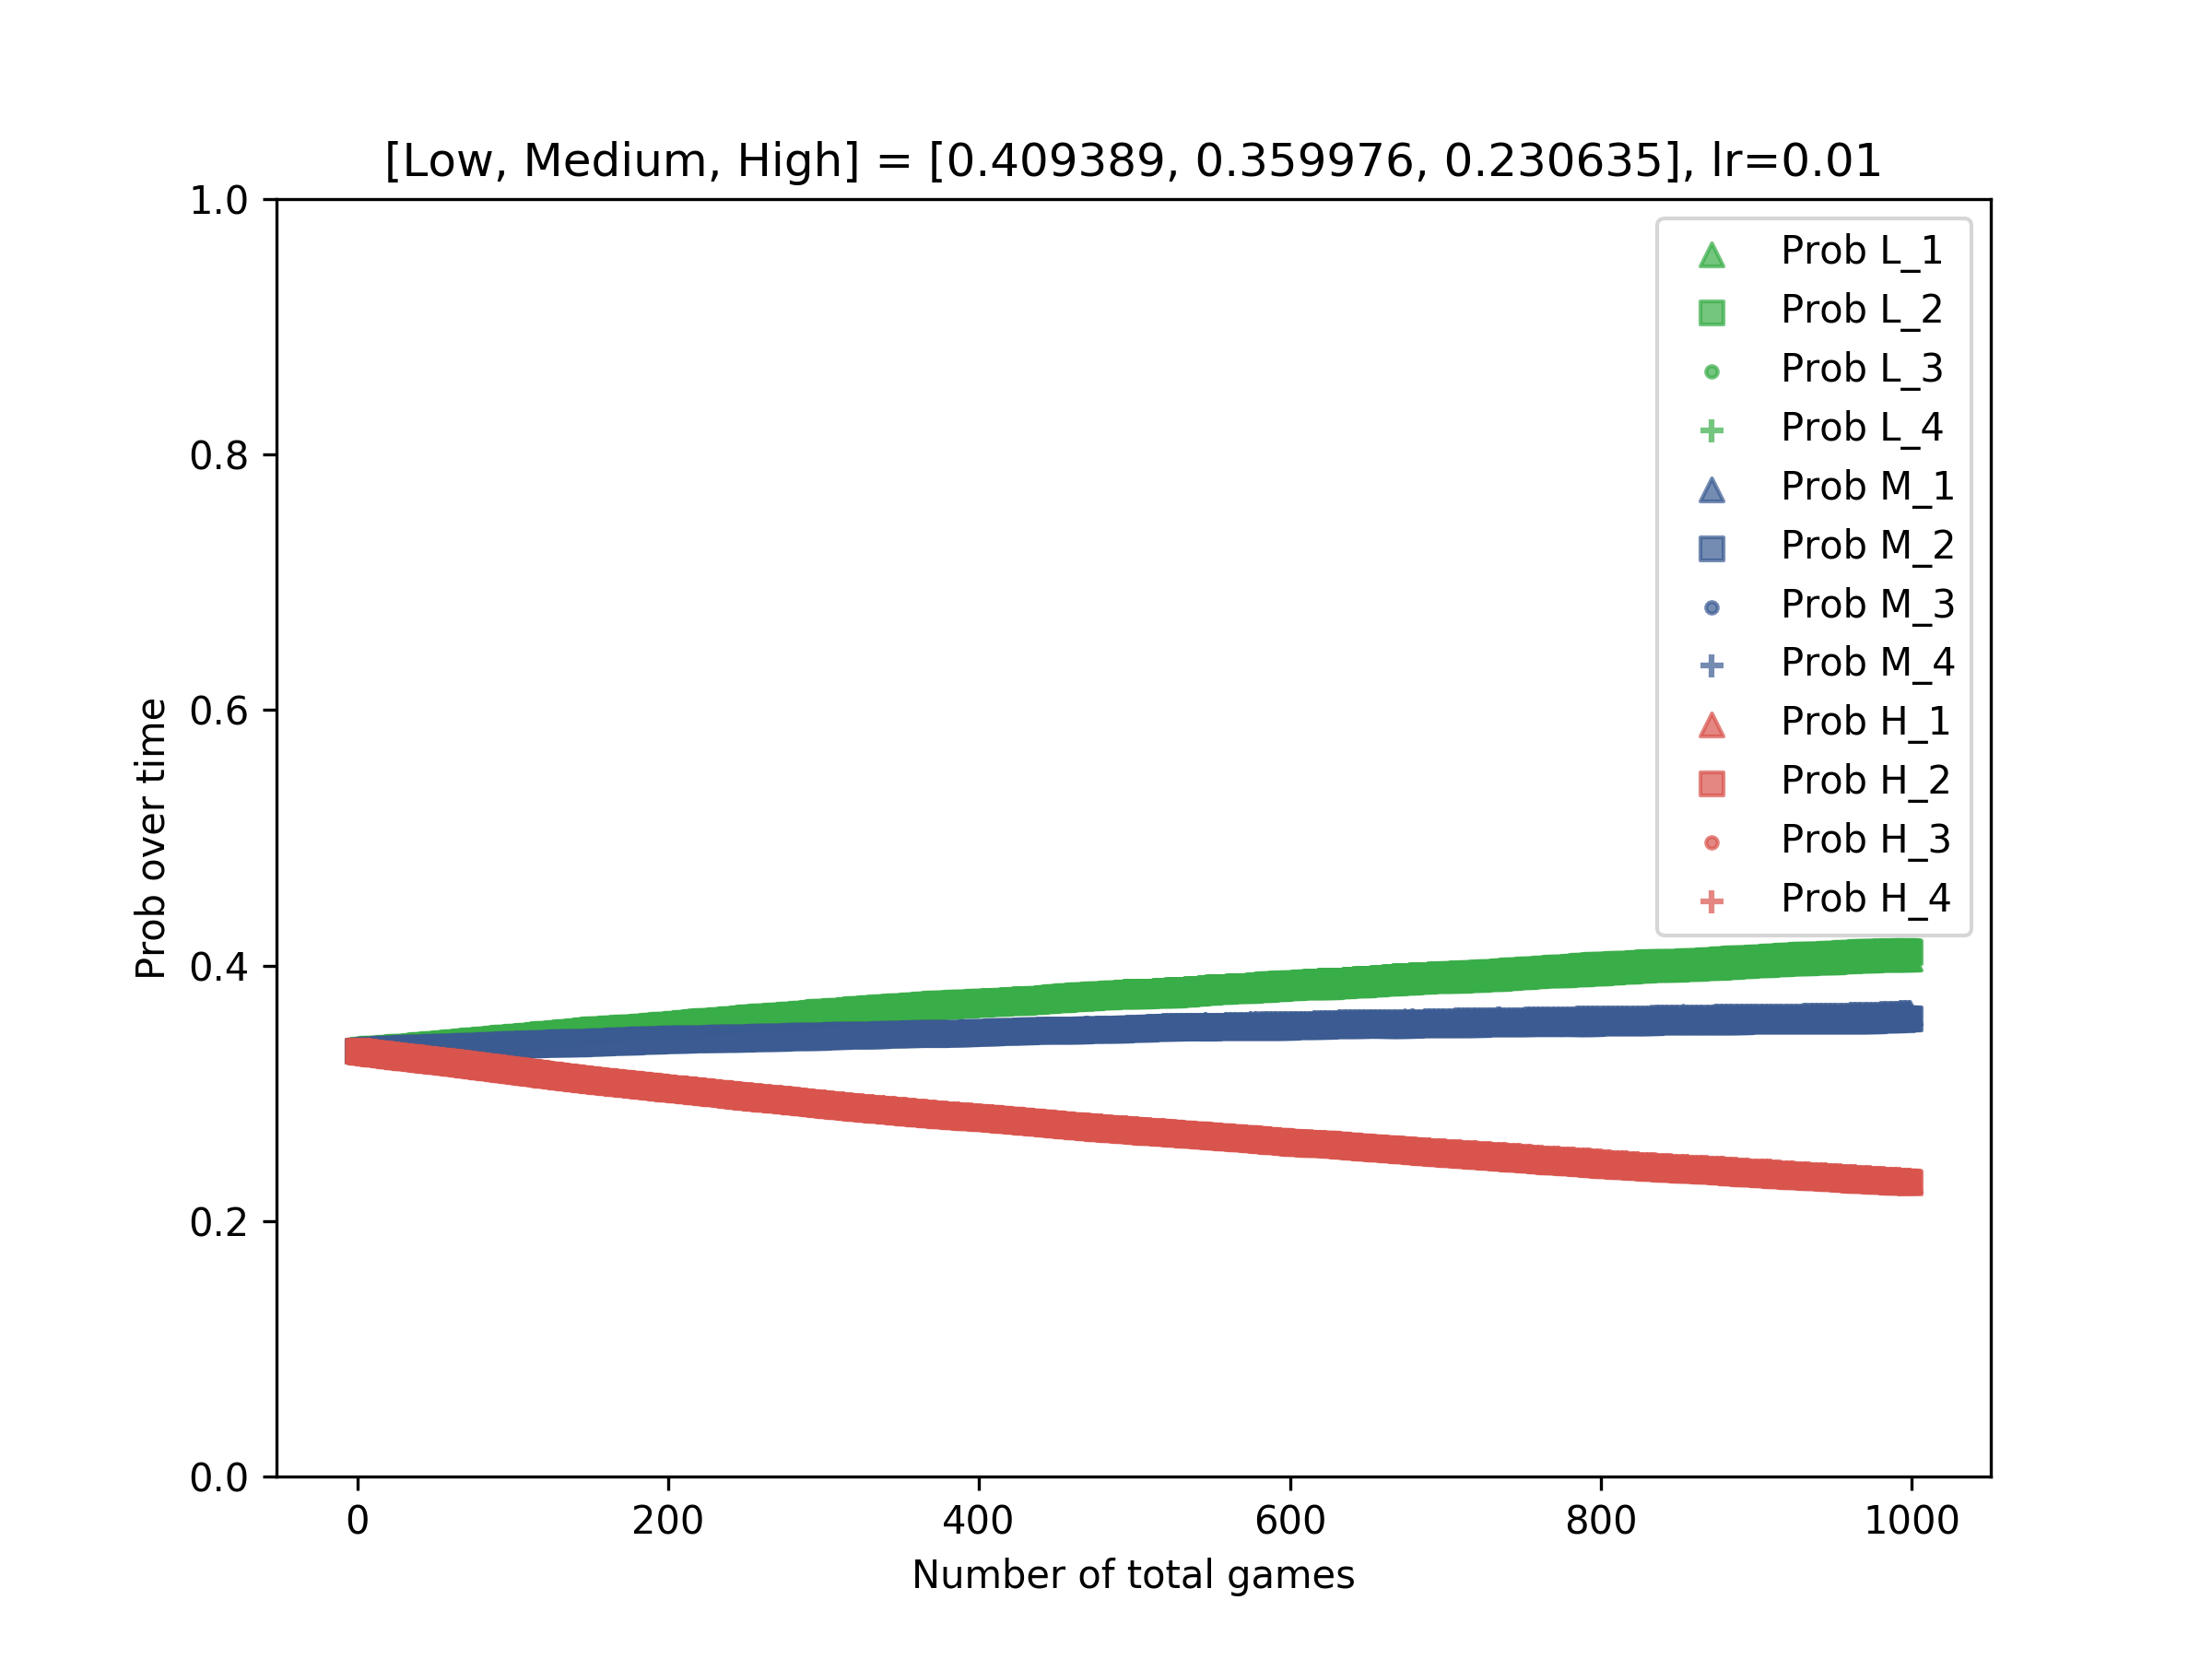 [Low, Medium, High] = [0.409389, 0.359976, 0.230635], lr=0.01
1.0
0.8
0.6
0.4
0.2
0.0
Prob over time
Prob L_1
Prob L_2
Prob L_3
Prob L_4
Prob M_1
Prob M_2
Prob M_3
Prob M_4
Prob H_1
Prob H_2
Prob H_3
Prob H_4
0 200 400 600 800 1000
Number of total games